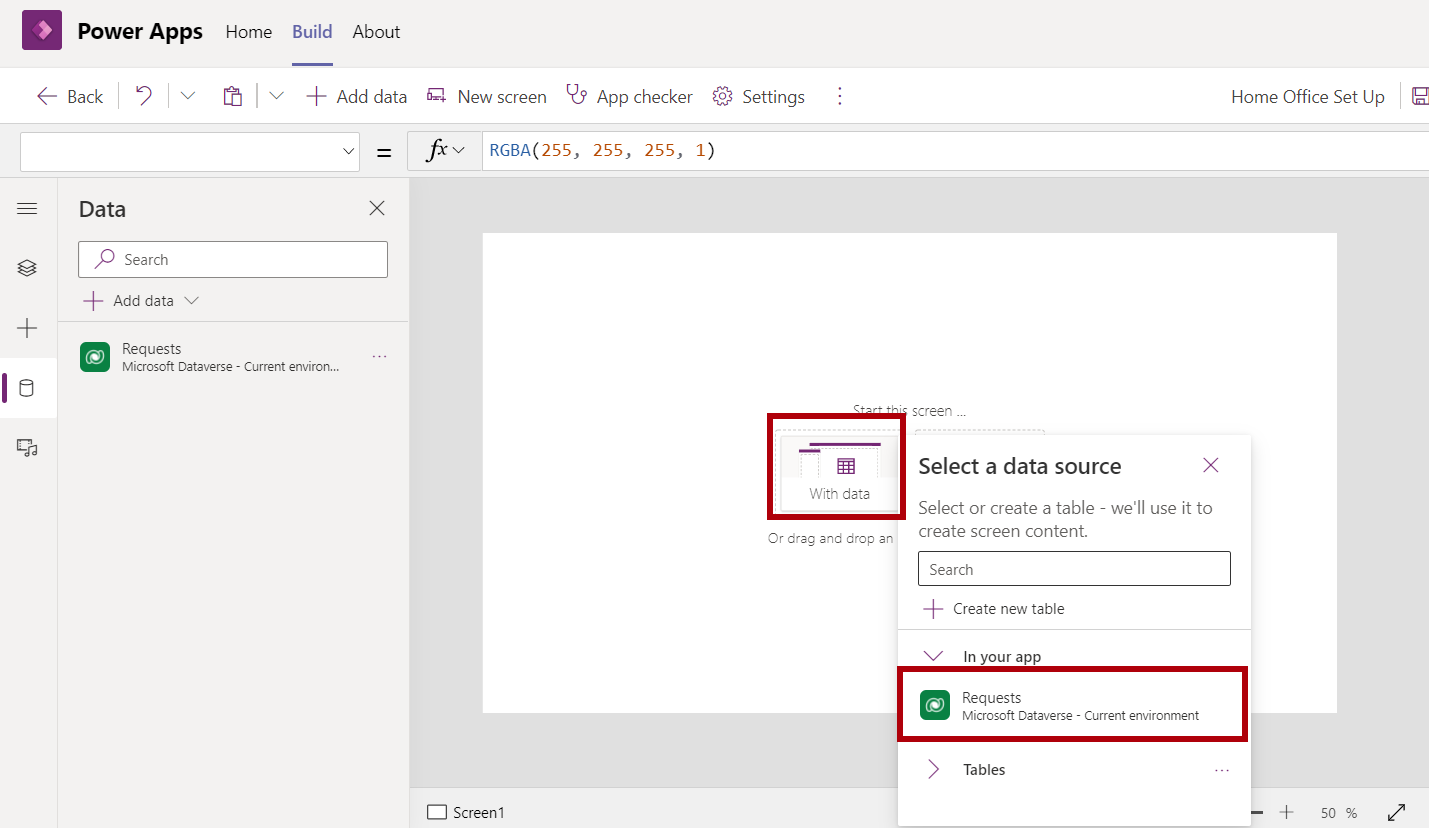 Power Apps Home Build About
Back Add data New screen App checker Settings Home Office Set Up
= fx RGBA(255, 255, 255, 1)
Data
Search
Add data
Requests
Microsoft Dataverse - Current environ...
Start this screen ...
With data
Or drag and drop an
Select a data source
Select or create a table - we'll use it to
create screen content.
Search
Create new table
In your app
Requests
Microsoft Dataverse - Current environment
Tables
Screen1
50 %